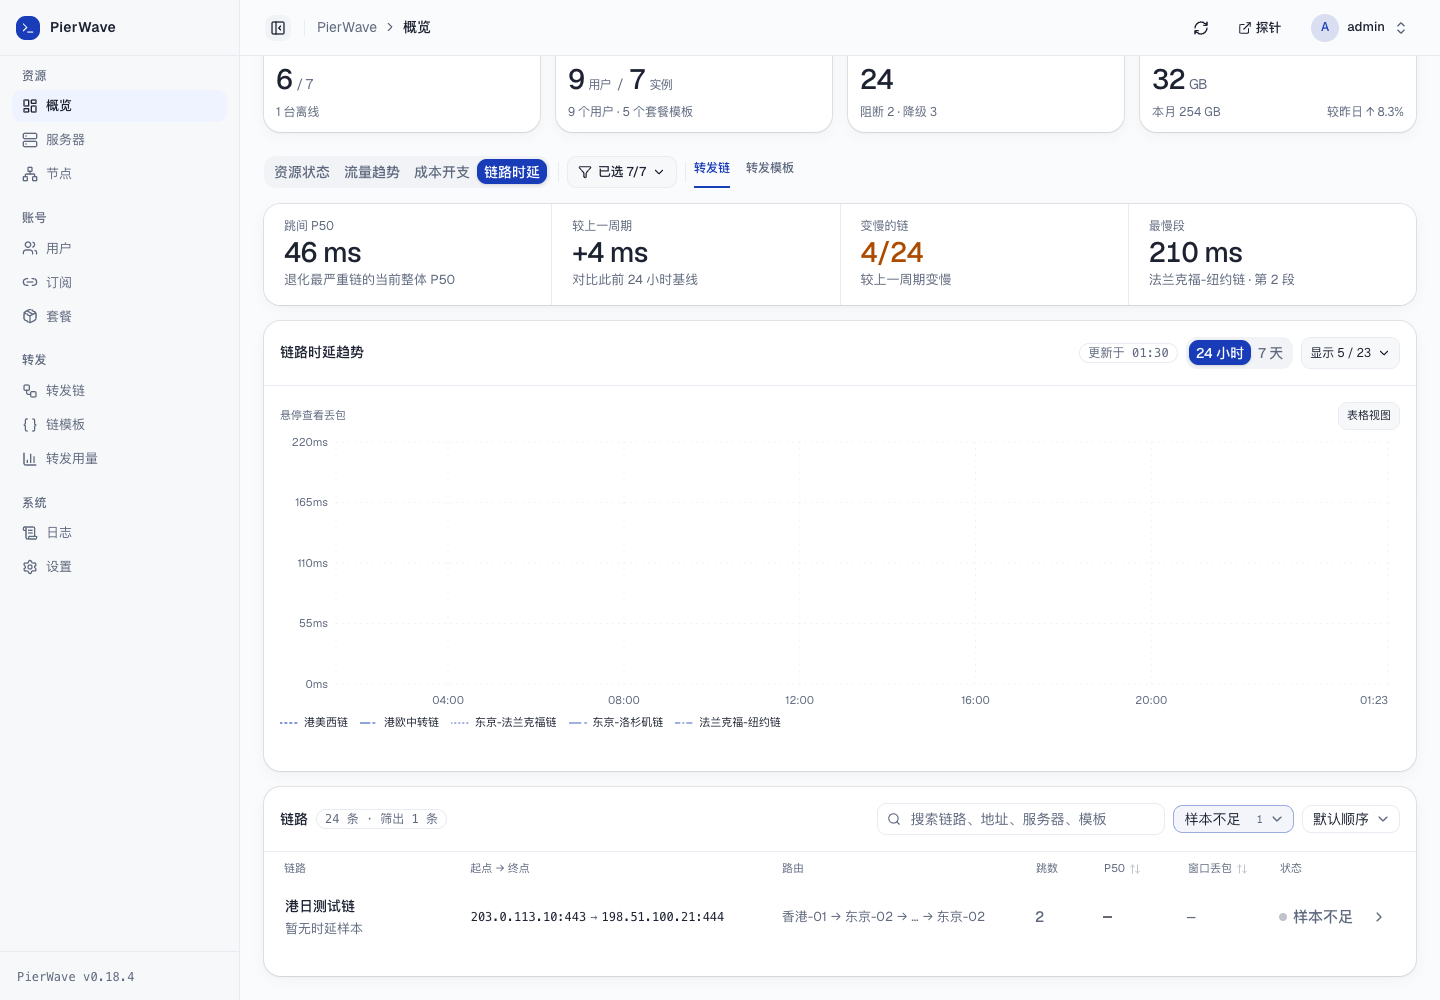 PierWave
资源
概览
服务器
节点
账号
用户
订阅
套餐
转发
转发链
链模板
转发用量
系统
日志
设置
PierWave v0.18.4
PierWave > 概览
探针
A admin
6 / 7
1 台离线
9 用户 / 7 实例
9 个用户 · 5 个套餐模板
24
阻断 2 · 降级 3
32 GB
本月 254 GB 较昨日 ↑ 8.3%
资源状态 流量趋势 成本开支 链路时延
已选 7/7
转发链 转发模板
跳间 P50
46 ms
退化最严重链的当前整体 P50
较上一周期
+4 ms
对比此前 24 小时基线
变慢的链
4/24
较上一周期变慢
最慢段
210 ms
法兰克福-纽约链 · 第 2 段
链路时延趋势
更新于 01:30
24 小时 7 天
显示 5 / 23
悬停查看丢包
表格视图
220ms
165ms
110ms
55ms
0ms
04:00 08:00 12:00 16:00 20:00 01:23
港美西链 港欧中转链 东京-法兰克福链 东京-洛杉矶链 法兰克福-纽约链
链路 24 条 · 筛出 1 条
搜索链路、地址、服务器、模板
样本不足 1
默认顺序
链路 起点 → 终点 路由 跳数 P50 ↑↓ 窗口丢包 ↑↓ 状态
港日测试链
暂无时延样本
203.0.113.10:443 → 198.51.100.21:444
香港-01 → 东京-02 → … → 东京-02
2
—
—
样本不足